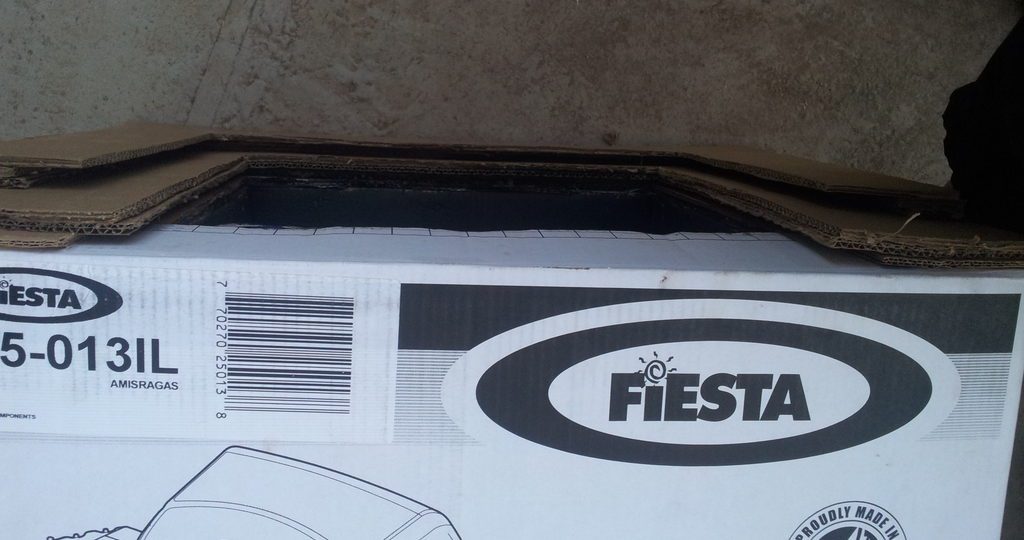 FiESTA
5-013IL
AMISRAGAS
7 70270 25013 8
FiESTA
PROUDLY MADE IN